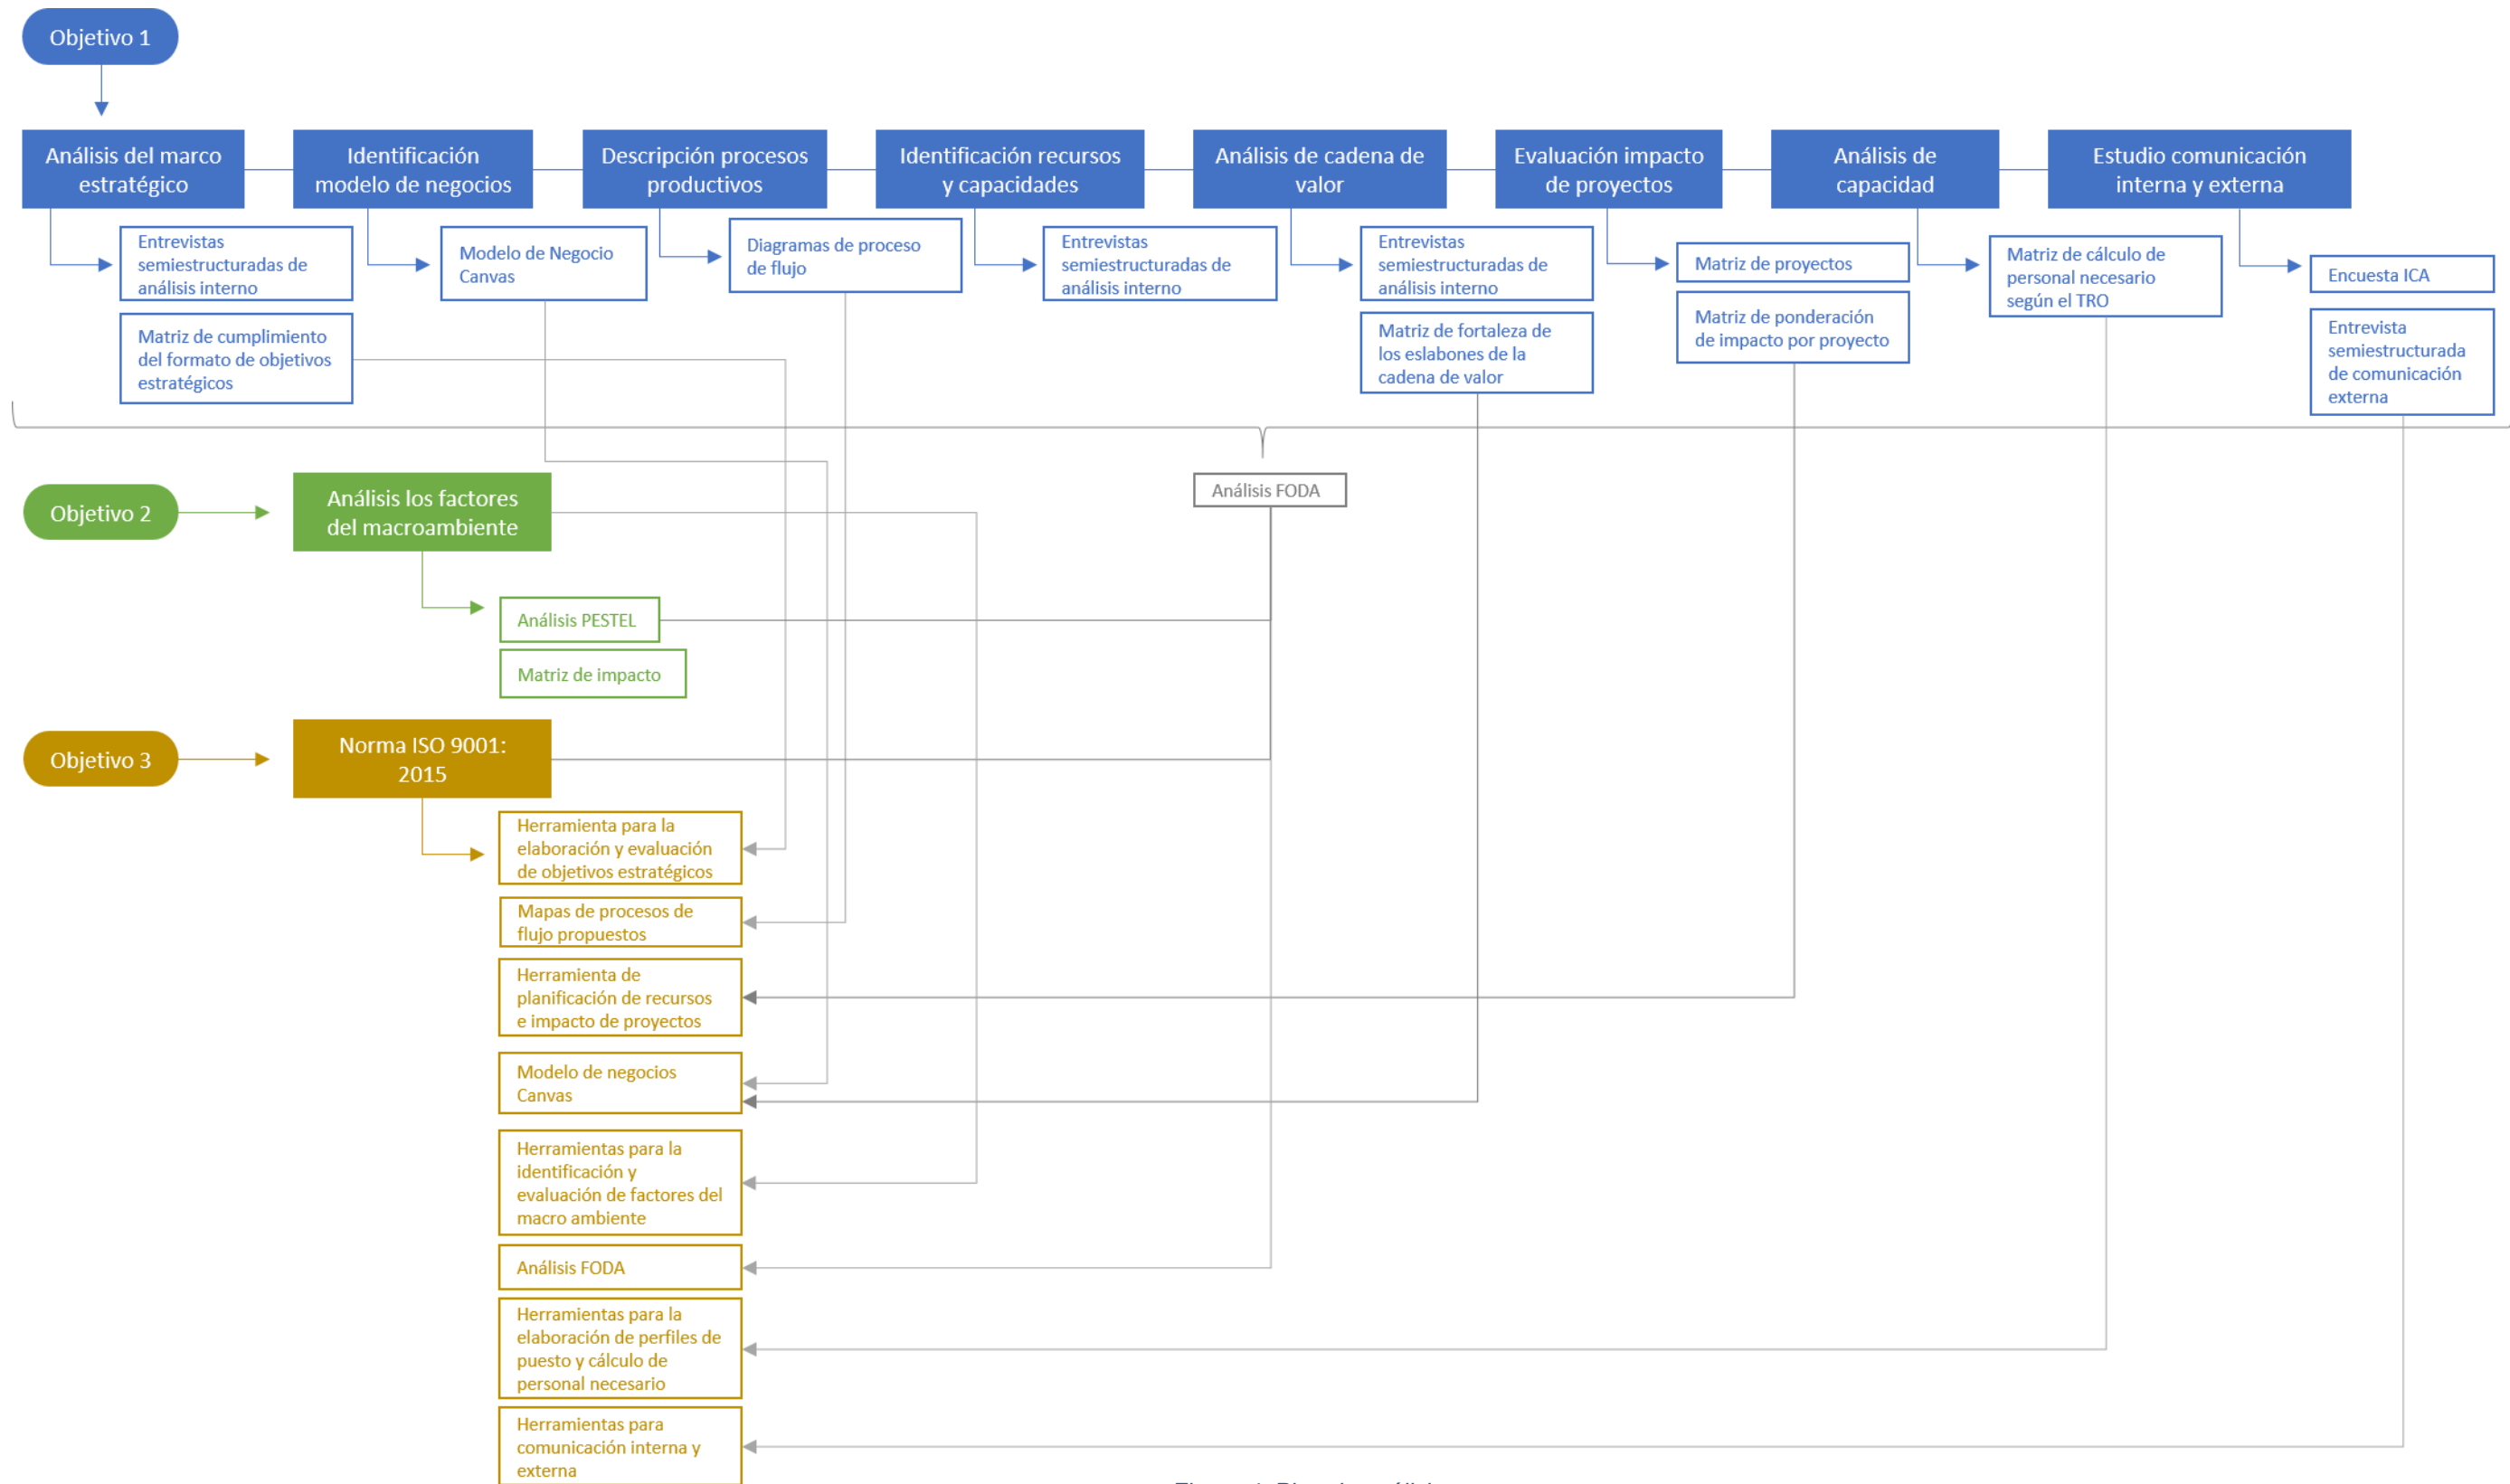 Objetivo 1
Análisis del marco
estratégico
Identificación
modelo de negocios
Descripción procesos
productivos
Identificación recursos
y capacidades
Análisis de cadena de
valor
Evaluación impacto
de proyectos
Análisis de
capacidad
Estudio comunicación
interna y externa
Entrevistas
semiestructuradas de
análisis interno
Matriz de cumplimiento
del formato de objetivos
estratégicos
Modelo de Negocio
Canvas
Diagramas de proceso
de flujo
Entrevistas
semiestructuradas de
análisis interno
Entrevistas
semiestructuradas de
análisis interno
Matriz de fortaleza de
los eslabones de la
cadena de valor
Matriz de proyectos
Matriz de ponderación
de impacto por proyecto
Matriz de cálculo de
personal necesario
según el TRO
Encuesta ICA
Entrevista
semiestructurada
de comunicación
externa
Análisis FODA
Objetivo 2
Análisis los factores
del macroambiente
Análisis PESTEL
Matriz de impacto
Objetivo 3
Norma ISO 9001:
2015
Herramienta para la
elaboración y evaluación
de objetivos estratégicos
Mapas de procesos de
flujo propuestos
Herramienta de
planificación de recursos
e impacto de proyectos
Modelo de negocios
Canvas
Herramientas para la
identificación y
evaluación de factores del
macro ambiente
Análisis FODA
Herramientas para la
elaboración de perfiles de
puesto y cálculo de
personal necesario
Herramientas para
comunicación interna y
externa